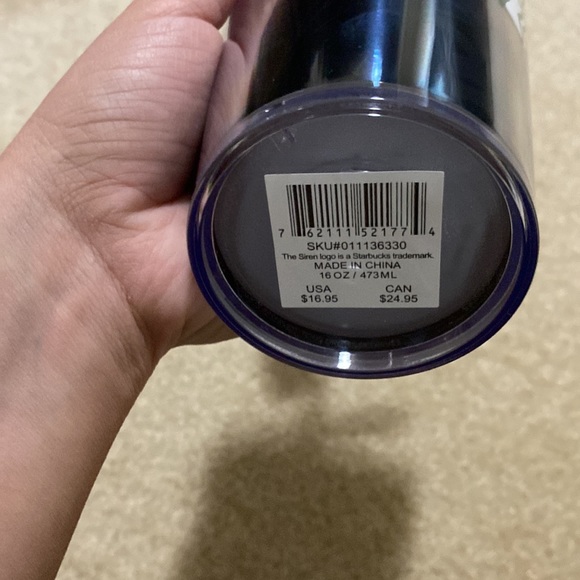 7 62111 52177 4
SKU#011136330
The Siren logo is a Starbucks trademark.
MADE IN CHINA
16 OZ / 473ML
USA CAN
$16.95 $24.95